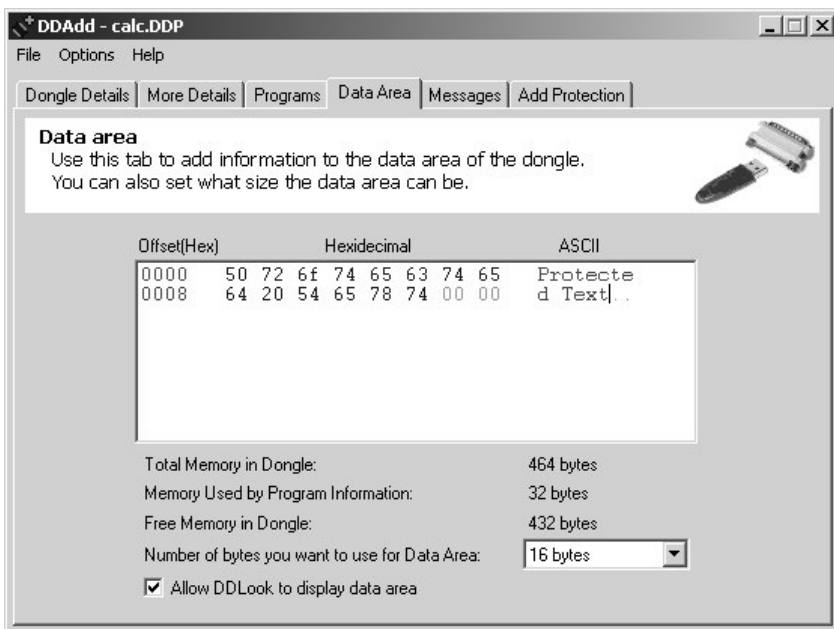 DDAdd - calc.DDP
File Options Help
Dongle Details More Details Programs Data Area Messages Add Protection
Data area
Use this tab to add information to the data area of the dongle.
You can also set what size the data area can be.
Offset(Hex) Hexidecimal ASCII
0000 50 72 6f 74 65 63 74 65 Protecte
0008 64 20 54 65 78 74 00 00 d Text..
Total Memory in Dongle: 464 bytes
Memory Used by Program Information: 32 bytes
Free Memory in Dongle: 432 bytes
Number of bytes you want to use for Data Area: 16 bytes
Allow DDLook to display data area